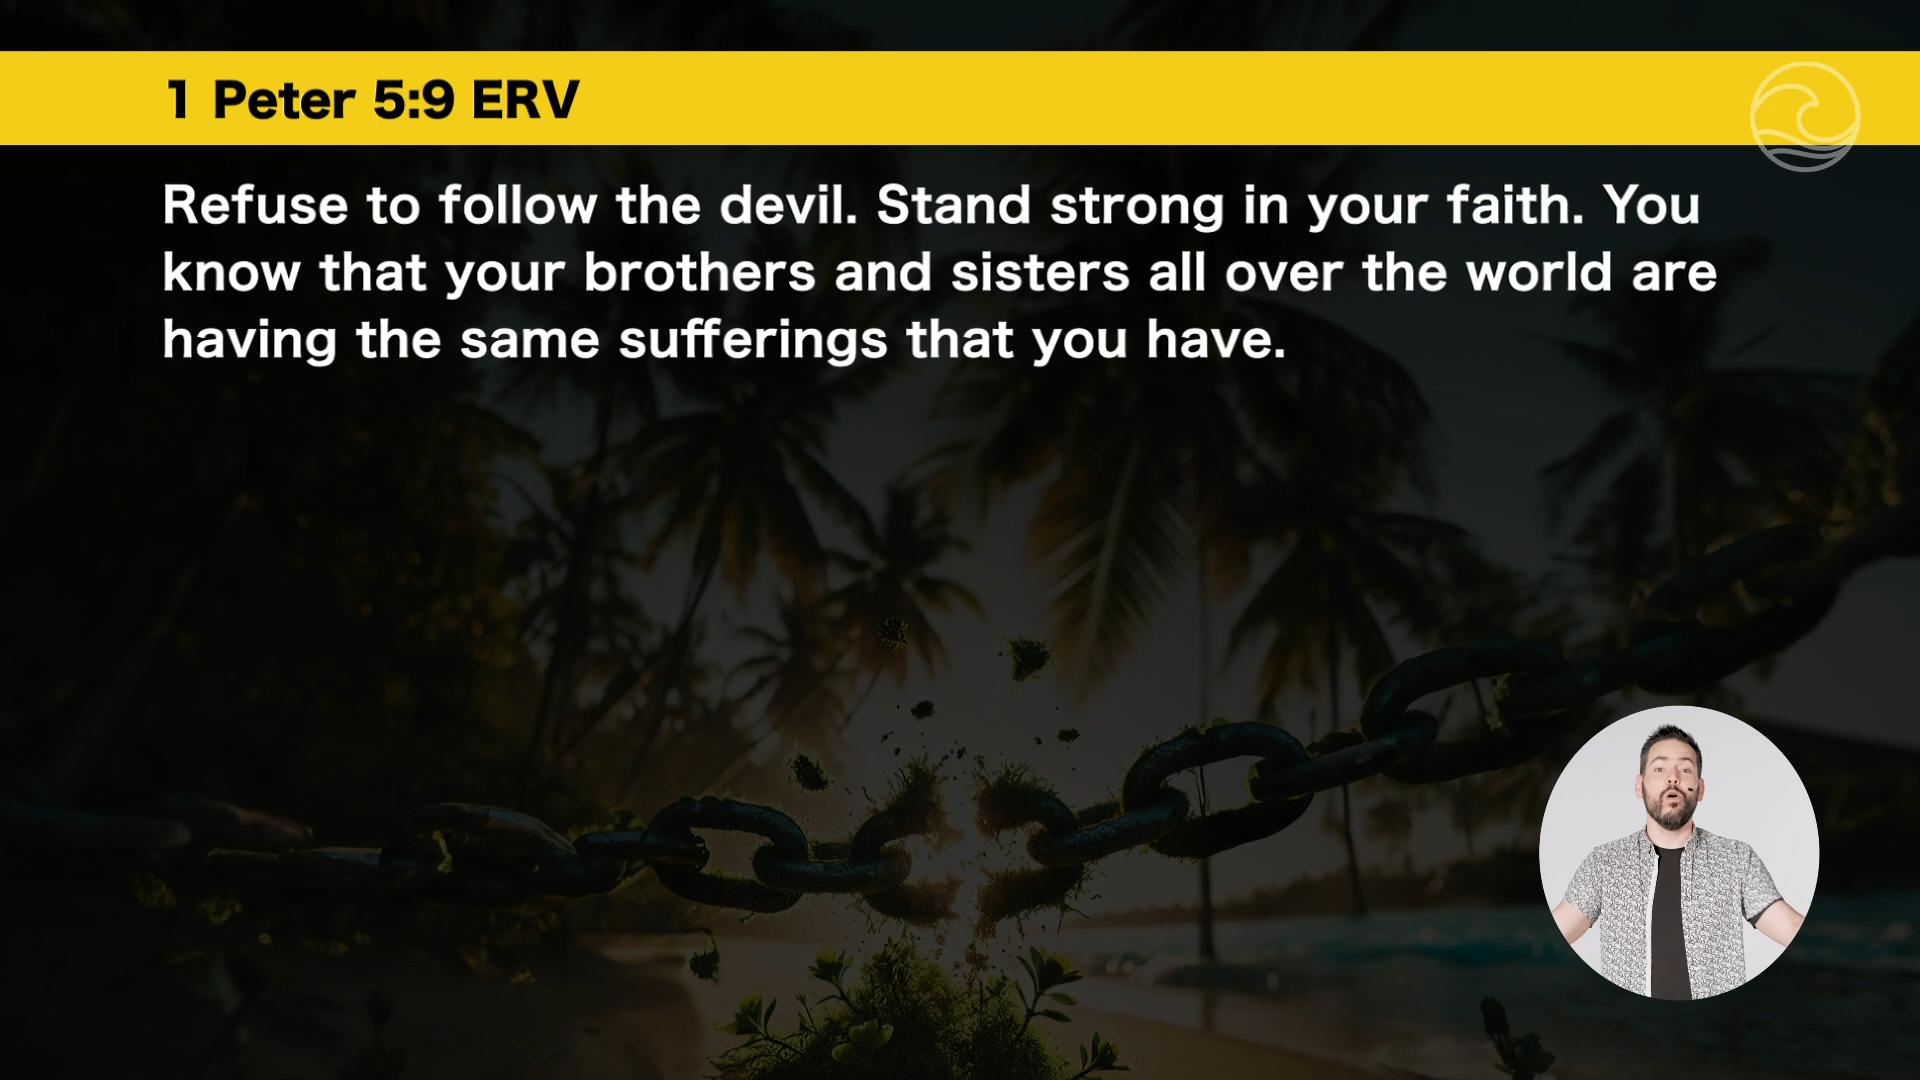 1 Peter 5:9 ERV
Refuse to follow the devil. Stand strong in your faith. You
know that your brothers and sisters all over the world are
having the same sufferings that you have.